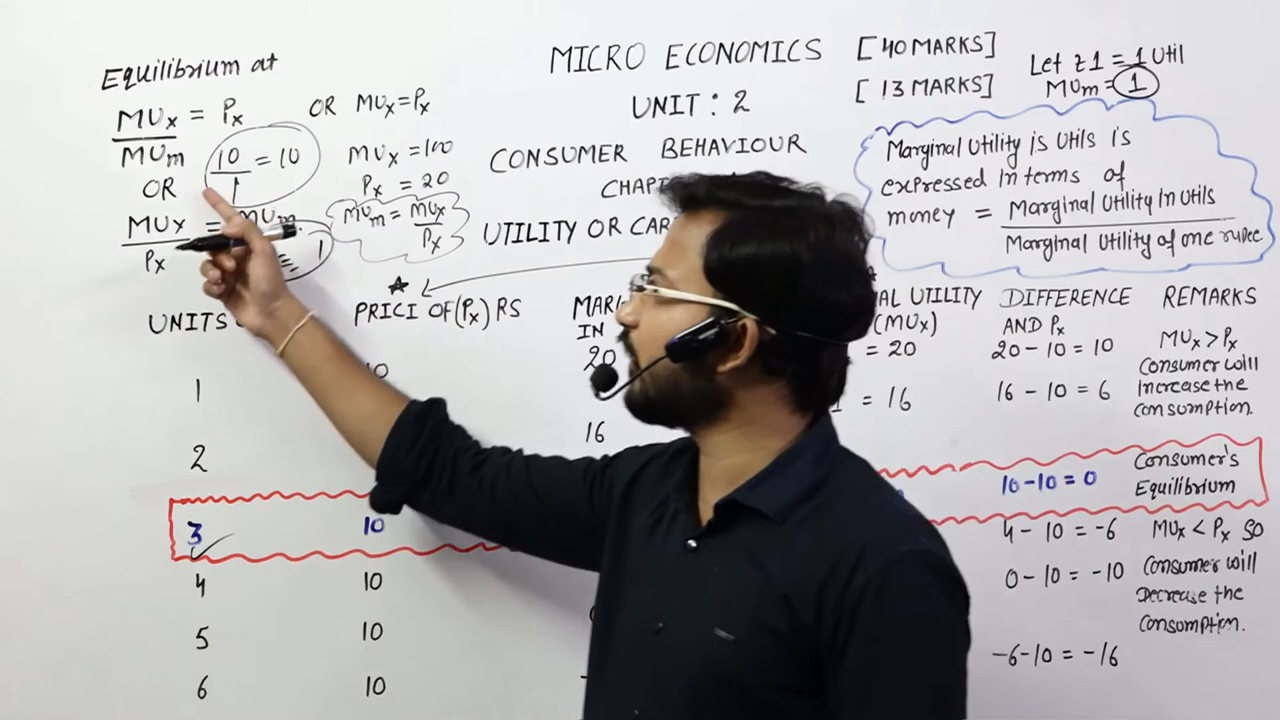 MICRO ECONOMICS [40 MARKS]
[13 MARKS]
UNIT: 2
CONSUMER BEHAVIOUR
UTILITY OR
Equilibrium at
MUx = Px
MUm
OR MUx = Px
10 = 10
1
OR
MUx = MUm
Px
1
MUx = 100
Px = 20
MUm = MUx
Px
Let ₹1 = 1 Util
MUm = 1
Marginal Utility is Utils is
expressed In terms of
money = Marginal Utility In Utils
Marginal Utility of one rupee
UNITS PRICI OF (Px) RS
IN
UTILITY
(MUx)
DIFFERENCE
AND Px
REMARKS
1 10 20 = 20 20 - 10 = 10
MUx > Px
Consumer will
Increase the
consumption.
2 16 = 16 16 - 10 = 6
3 10 10 - 10 = 0
Consumer's
Equilibrium
4 10 4 - 10 = -6
5 10 0 - 10 = -10
6 10 -6 - 10 = -16
MUx < Px so
Consumer will
Decrease the
Consumption.